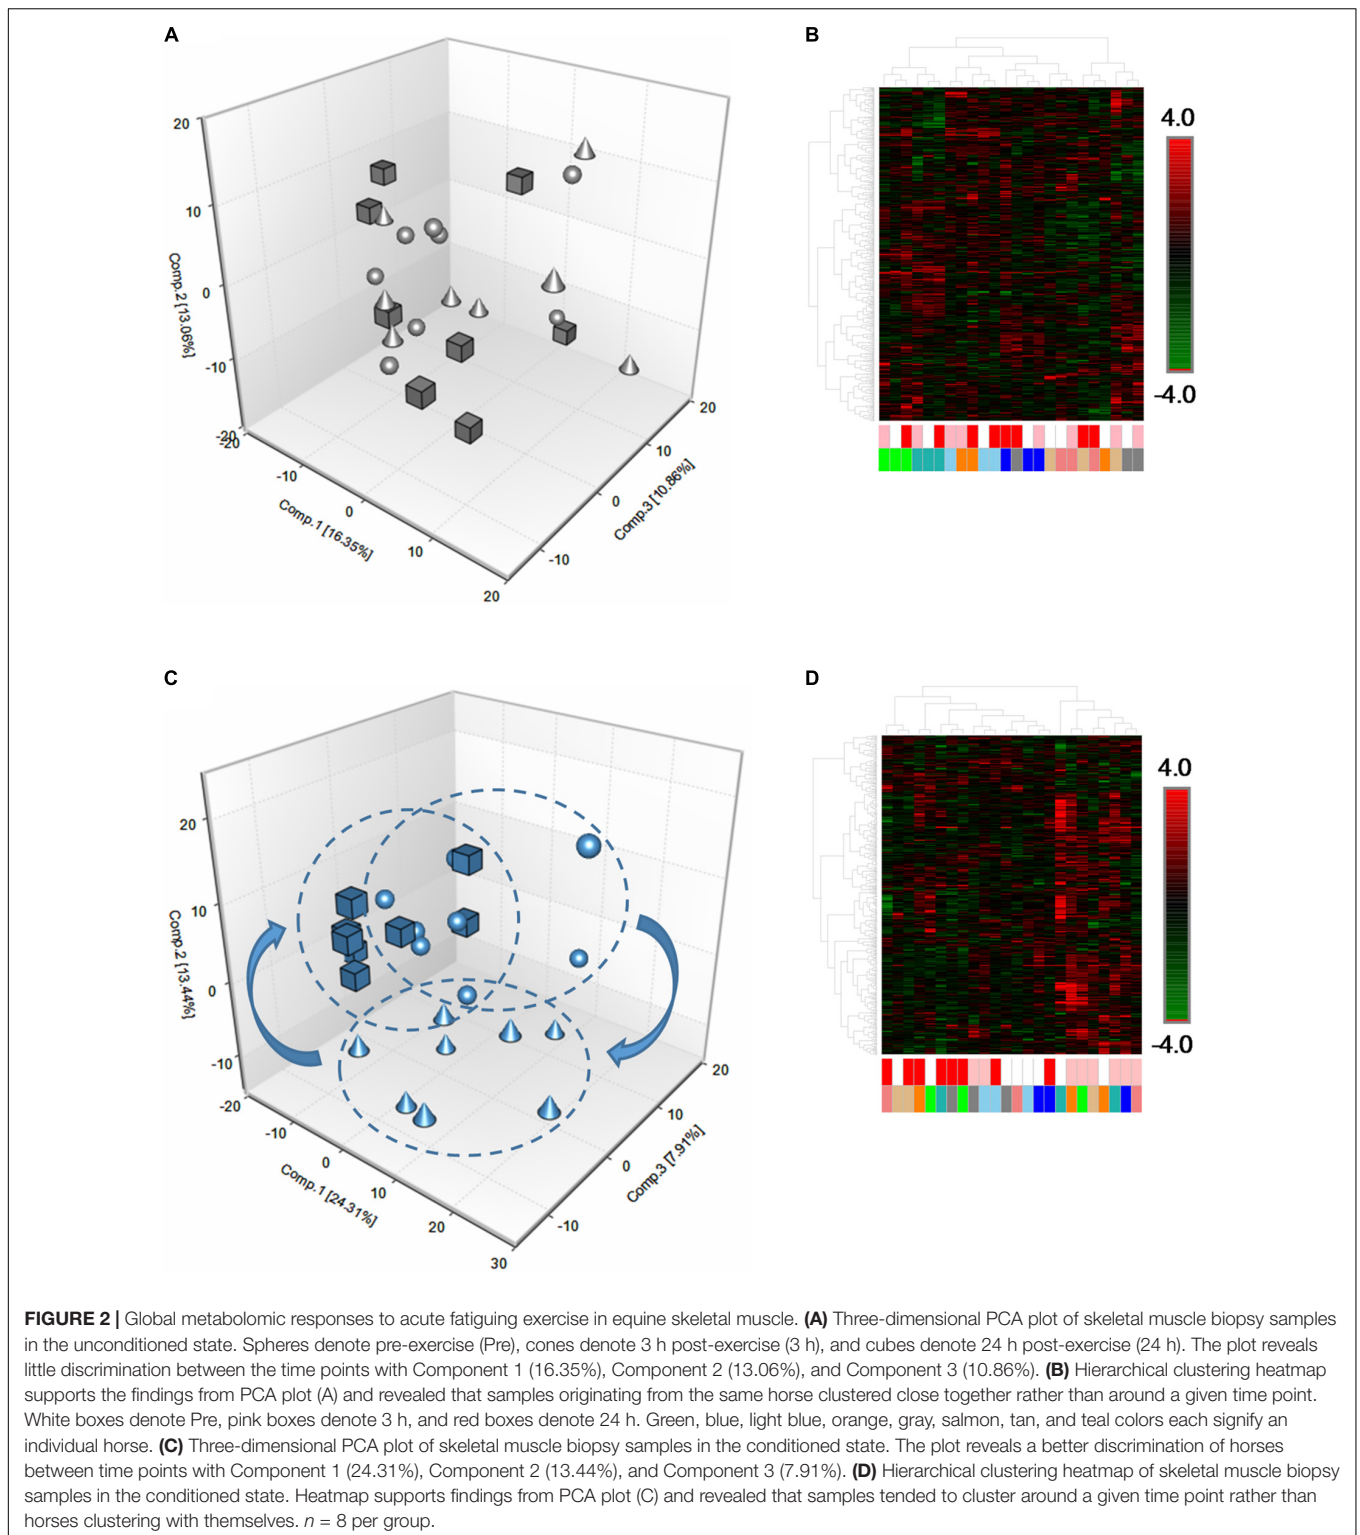 A
B
20
10
0
-10
-20
-20
-10
0
10
20
-10
0
10
20
Comp.2 [13.06%]
Comp.1 [16.35%]
Comp.3 [10.86%]
4.0
-4.0
C
D
20
10
0
-10
-20
-10
0
10
20
30
-10
0
10
20
Comp.2 [13.44%]
Comp.1 [24.31%]
Comp.3 [7.91%]
4.0
-4.0
FIGURE 2 | Global metabolomic responses to acute fatiguing exercise in equine skeletal muscle. (A) Three-dimensional PCA plot of skeletal muscle biopsy samples
in the unconditioned state. Spheres denote pre-exercise (Pre), cones denote 3 h post-exercise (3 h), and cubes denote 24 h post-exercise (24 h). The plot reveals
little discrimination between the time points with Component 1 (16.35%), Component 2 (13.06%), and Component 3 (10.86%). (B) Hierarchical clustering heatmap
supports the findings from PCA plot (A) and revealed that samples originating from the same horse clustered close together rather than around a given time point.
White boxes denote Pre, pink boxes denote 3 h, and red boxes denote 24 h. Green, blue, light blue, orange, gray, salmon, tan, and teal colors each signify an
individual horse. (C) Three-dimensional PCA plot of skeletal muscle biopsy samples in the conditioned state. The plot reveals a better discrimination of horses
between time points with Component 1 (24.31%), Component 2 (13.44%), and Component 3 (7.91%). (D) Hierarchical clustering heatmap of skeletal muscle biopsy
samples in the conditioned state. Heatmap supports findings from PCA plot (C) and revealed that samples tended to cluster around a given time point rather than
horses clustering with themselves. n = 8 per group.